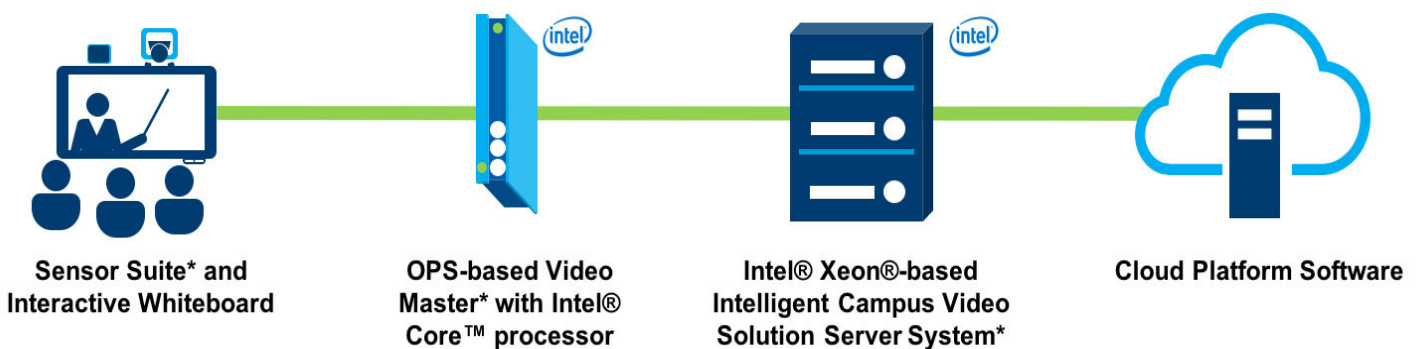 intel
intel
Sensor Suite* and
Interactive Whiteboard
OPS-based Video
Master* with Intel®
Core™ processor
Intel® Xeon®-based
Intelligent Campus Video
Solution Server System*
Cloud Platform Software